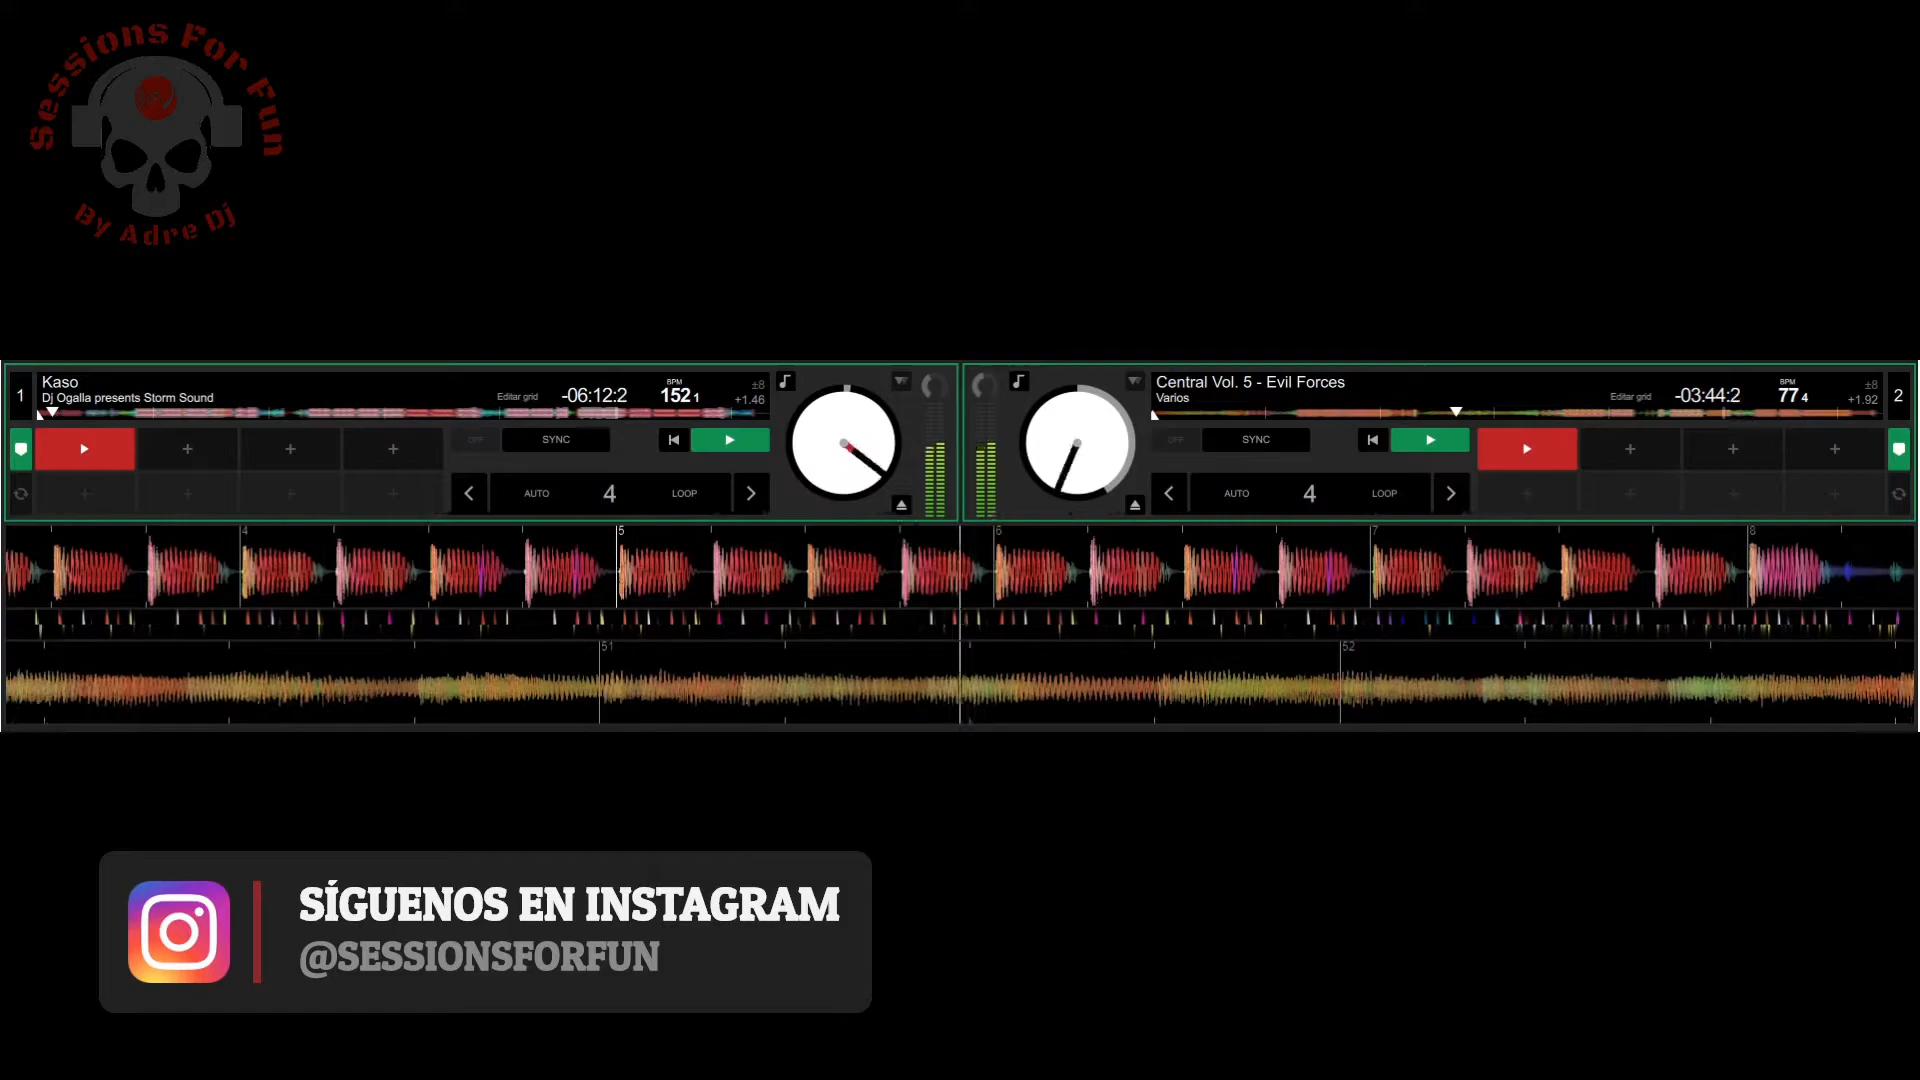 Sessions For Fun
By Adre Dj
1
Kaso
Dj Ogalla presents Storm Sound
Editar grid
-06:12:2
BPM
152.1
±8
+1.46
OFF
SYNC
AUTO
4
LOOP
Central Vol. 5 - Evil Forces
Varios
Editar grid
-03:44:2
BPM
77.4
±8
+1.92
2
OFF
SYNC
AUTO
4
LOOP
4
5
6
7
8
51
52
SÍGUENOS EN INSTAGRAM
@SESSIONSFORFUN